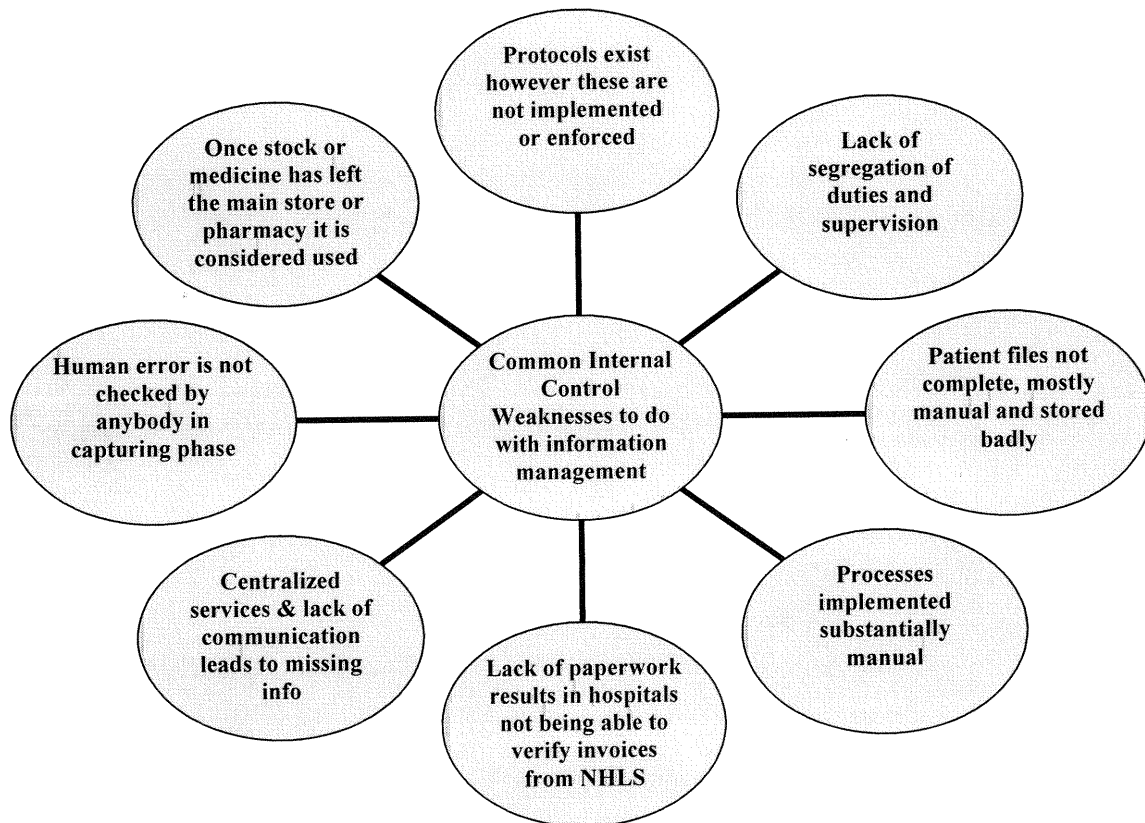 Protocols exist
however these are
not implemented
or enforced
Once stock or
medicine has left
the main store or
pharmacy it is
considered used
Lack of
segregation of
duties and
supervision
Human error is not
checked by
anybody in
capturing phase
Common Internal
Control
Weaknesses to do
with information
management
Patient files not
complete, mostly
manual and stored
badly
Centralized
services & lack of
communication
leads to missing
info
Lack of paperwork
results in hospitals
not being able to
verify invoices
from NHLS
Processes
implemented
substantially
manual